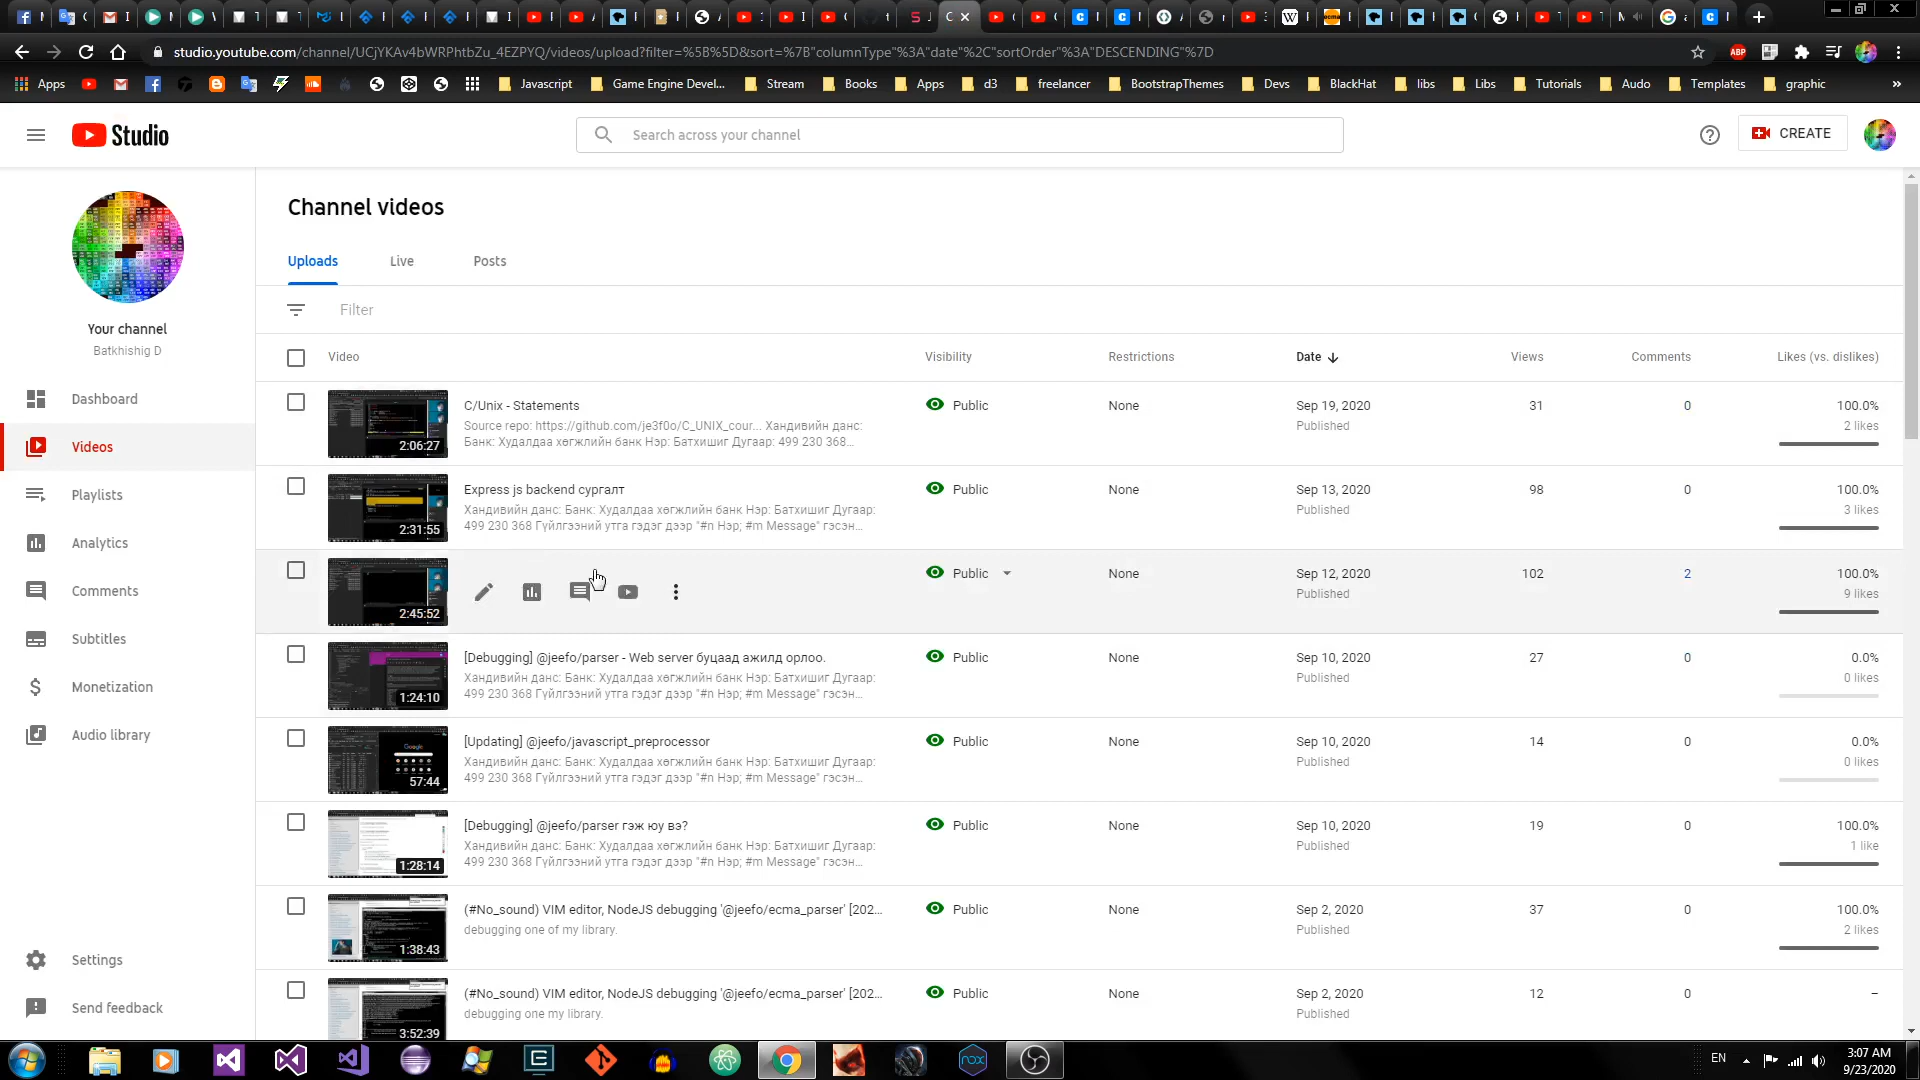 studio.youtube.com/channel/UCjYKAv4bWRPhtbZu_4EZPYQ/videos/upload?filter=%5B%5D&sort=%7B"columnType"%3A"date"%2C"sortOrder"%3A"DESCENDING"%7D
Apps Javascript Game Engine Devel... Stream Books Apps d3 freelancer BootstrapThemes Devs BlackHat libs Libs Tutorials Audo Templates graphic »
Studio
Search across your channel
CREATE
Your channel
Batkhishig D
Dashboard
Videos
Playlists
Analytics
Comments
Subtitles
Monetization
Audio library
Settings
Send feedback
Channel videos
Uploads Live Posts
Filter
Video Visibility Restrictions Date Views Comments Likes (vs. dislikes)
C/Unix - Statements Public None Sep 19, 2020 31 0 100.0%
Source repo: https://github.com/je3f0o/C_UNIX_cour... Хандивийн данс: Published 2 likes
Банк: Худалдаа хөгжлийн банк Нэр: Батхишиг Дугаар: 499 230 368...
2:06:27
Express js backend сургалт Public None Sep 13, 2020 98 0 100.0%
Хандивийн данс: Банк: Худалдаа хөгжлийн банк Нэр: Батхишиг Дугаар: Published 3 likes
499 230 368 Гүйлгээний утга гэдэг дээр "#n Нэр; #m Message" гэсэн...
2:31:55
Public None Sep 12, 2020 102 2 100.0%
Published 9 likes
2:45:52
[Debugging] @jeefo/parser - Web server буцаад ажилд орлоо. Public None Sep 10, 2020 27 0 0.0%
Хандивийн данс: Банк: Худалдаа хөгжлийн банк Нэр: Батхишиг Дугаар: Published 0 likes
499 230 368 Гүйлгээний утга гэдэг дээр "#n Нэр; #m Message" гэсэн...
1:24:10
[Updating] @jeefo/javascript_preprocessor Public None Sep 10, 2020 14 0 0.0%
Хандивийн данс: Банк: Худалдаа хөгжлийн банк Нэр: Батхишиг Дугаар: Published 0 likes
499 230 368 Гүйлгээний утга гэдэг дээр "#n Нэр; #m Message" гэсэн...
Google
57:44
[Debugging] @jeefo/parser гэж юу вэ? Public None Sep 10, 2020 19 0 100.0%
Хандивийн данс: Банк: Худалдаа хөгжлийн банк Нэр: Батхишиг Дугаар: Published 1 like
499 230 368 Гүйлгээний утга гэдэг дээр "#n Нэр; #m Message" гэсэн...
1:28:14
(#No_sound) VIM editor, NodeJS debugging '@jeefo/ecma_parser' [202... Public None Sep 2, 2020 37 0 100.0%
debugging one of my library. Published 2 likes
1:38:43
(#No_sound) VIM editor, NodeJS debugging '@jeefo/ecma_parser' [202... Public None Sep 2, 2020 12 0 –
debugging one my library. Published
3:52:39
EN 3:07 AM
9/23/2020